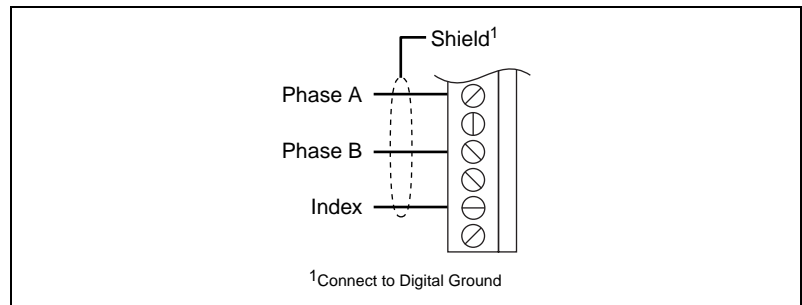 Shield¹
Phase A
Phase B
Index
¹Connect to Digital Ground